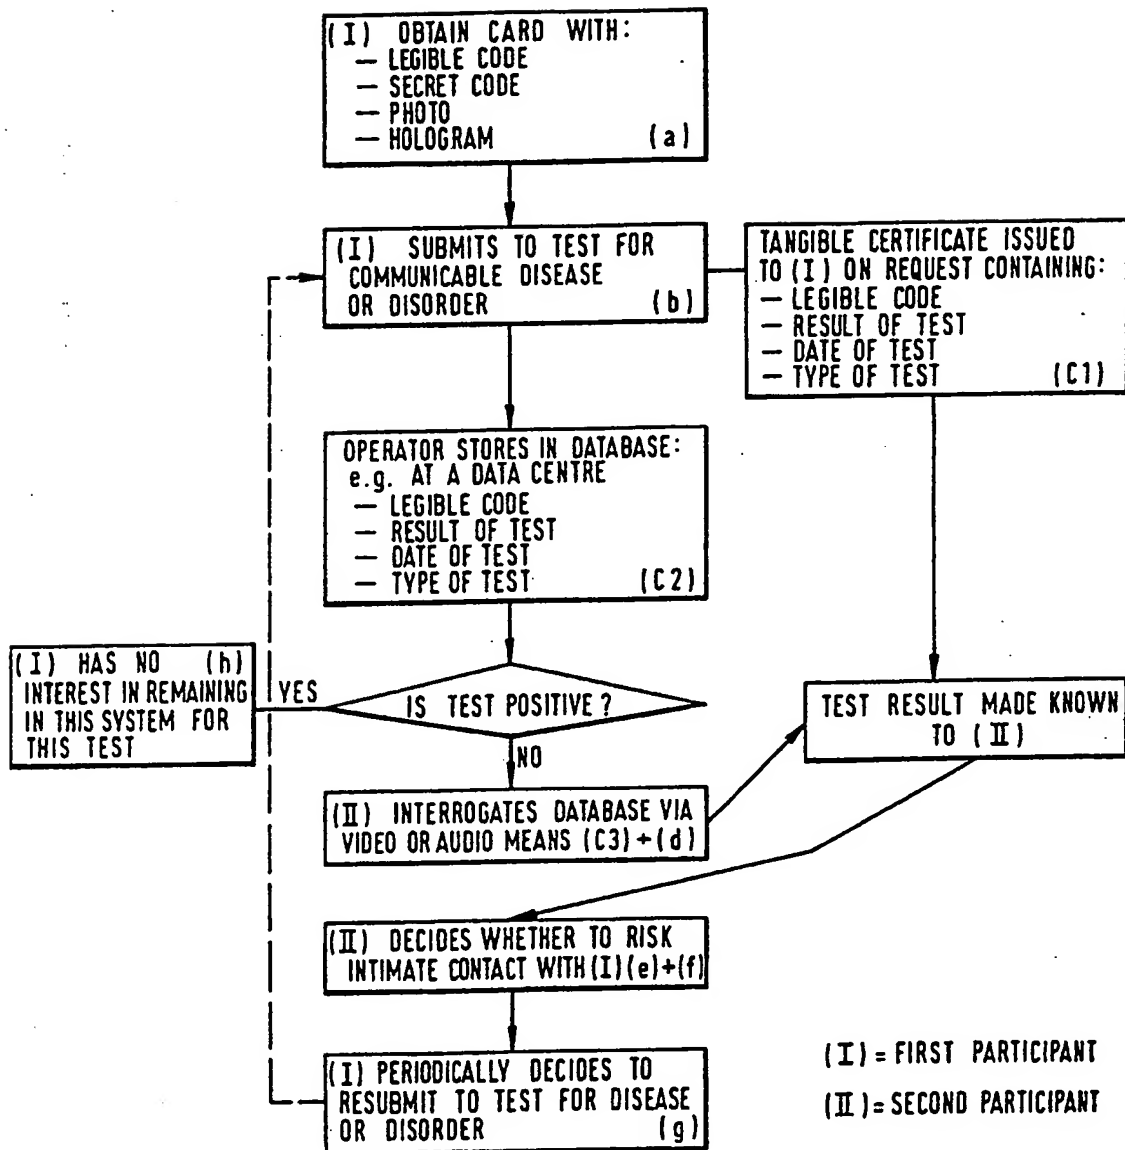 (I) OBTAIN CARD WITH:
— LEGIBLE CODE
— SECRET CODE
— PHOTO
— HOLOGRAM (a)
(I) SUBMITS TO TEST FOR
COMMUNICABLE DISEASE
OR DISORDER (b)
TANGIBLE CERTIFICATE ISSUED
TO (I) ON REQUEST CONTAINING:
— LEGIBLE CODE
— RESULT OF TEST
— DATE OF TEST
— TYPE OF TEST (C1)
OPERATOR STORES IN DATABASE:
e.g. AT A DATA CENTRE
— LEGIBLE CODE
— RESULT OF TEST
— DATE OF TEST
— TYPE OF TEST (C2)
(I) HAS NO (h)
INTEREST IN REMAINING
IN THIS SYSTEM FOR
THIS TEST
YES
IS TEST POSITIVE?
NO
TEST RESULT MADE KNOWN
TO (II)
(II) INTERROGATES DATABASE VIA
VIDEO OR AUDIO MEANS (C3)+(d)
(II) DECIDES WHETHER TO RISK
INTIMATE CONTACT WITH (I)(e)+(f)
(I) PERIODICALLY DECIDES TO
RESUBMIT TO TEST FOR DISEASE
OR DISORDER (g)
(I) = FIRST PARTICIPANT
(II) = SECOND PARTICIPANT